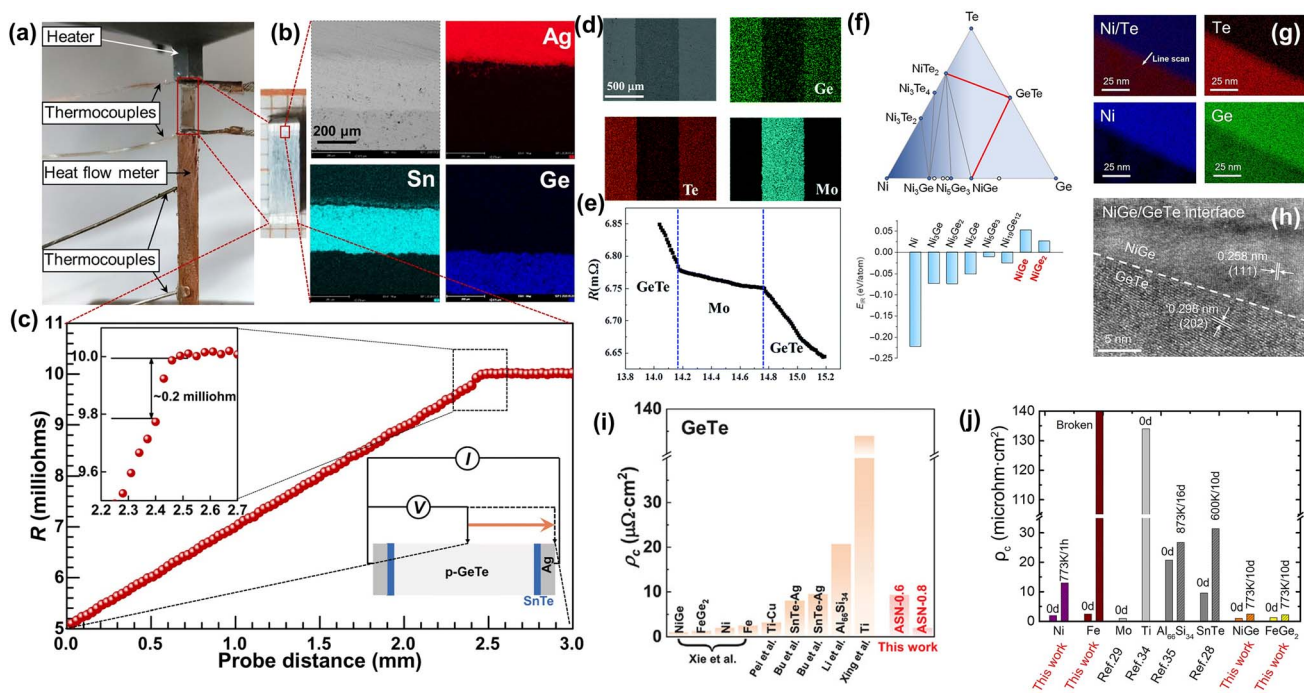 (a)
Heater
Thermocouples
Heat flow meter
Thermocouples
(b)
Ag
200 μm
Sn
Ge
(c)
R (milliohms)
10
9
8
7
6
5
0.0 0.5 1.0 1.5 2.0 2.5 3.0
Probe distance (mm)
10.0
9.8
9.6
2.2 2.3 2.4 2.5 2.6 2.7
~0.2 milliohm
I
V
p-GeTe
Ag
SnTe
(d)
500 μm
Ge
Te
Mo
(e)
R(mΩ)
6.85
6.80
6.75
6.70
6.65
GeTe
Mo
GeTe
13.8 14.0 14.2 14.4 14.6 14.8 15.0 15.2
(f)
Te
NiTe2
GeTe
Ni3Te4
Ni3Te2
Ni
Ni3Ge
Ni5Ge3
NiGe
Ge
0.05
0.00
-0.05
-0.10
-0.15
-0.20
-0.25
EIR (eV/atom)
Ni
Ni3Ge
Ni5Ge2
Ni2Ge
Ni5Ge3
Ni19Ge12
NiGe
NiGe2
(g)
Ni/Te
Line scan
25 nm
Te
25 nm
Ni
25 nm
Ge
25 nm
(h)
NiGe/GeTe interface
NiGe
GeTe
0.258 nm
(111)
0.298 nm
(202)
5 nm
(i)
GeTe
ρc (μΩ·cm²)
140
40
20
0
NiGe
FeGe2
Ni
Fe
Ti-Cu
SnTe-Ag
SnTe-Ag
Al66Si34
Ti
ASN-0.6
ASN-0.8
Xie et al.
Pei et al.
Bu et al.
Bu et al.
Li et al.
Xing et al.
This work
(j)
ρc (microhm·cm²)
140
130
120
110
100
30
20
10
0
Broken
0d
773K/1h
0d
0d
0d
0d
873K/16d
0d
600K/10d
0d
773K/10d
0d
773K/10d
Ni
Fe
Mo
Ti
Al66Si34
SnTe
NiGe
FeGe2
This work
This work
Ref.29
Ref.34
Ref.35
Ref.28
This work
This work